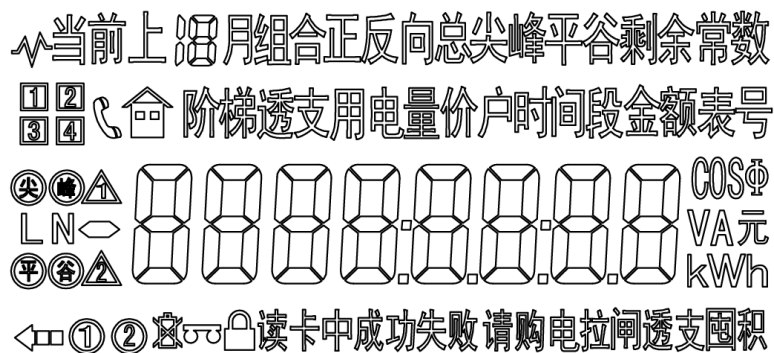 当前上18月组合正反向总尖峰平谷剩余常数
1 2
3 4
阶梯透支用电量价户时间段金额表号
尖 峰 1
L N
平 谷 2
88888888
COSΦ
VA元
kWh
① ② 读卡中成功失败请购电拉闸透支囤积